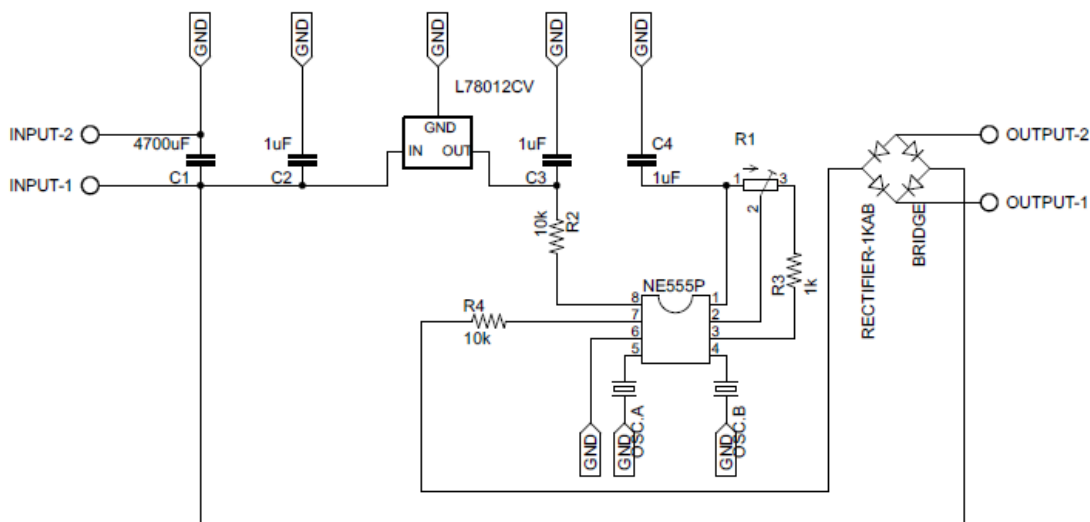 GND
GND
GND
GND
GND
L78012CV
INPUT-2
4700uF
1uF
GND
IN
OUT
1uF
C4
R1
OUTPUT-2
INPUT-1
C1
C2
C3
1uF
1
3
2
OUTPUT-1
10k
R2
R3
1k
RECTIFIER-1KAB
BRIDGE
NE555P
R4
10k
8
7
6
5
1
2
3
4
OSC.A
OSC.B
GND
GND
GND